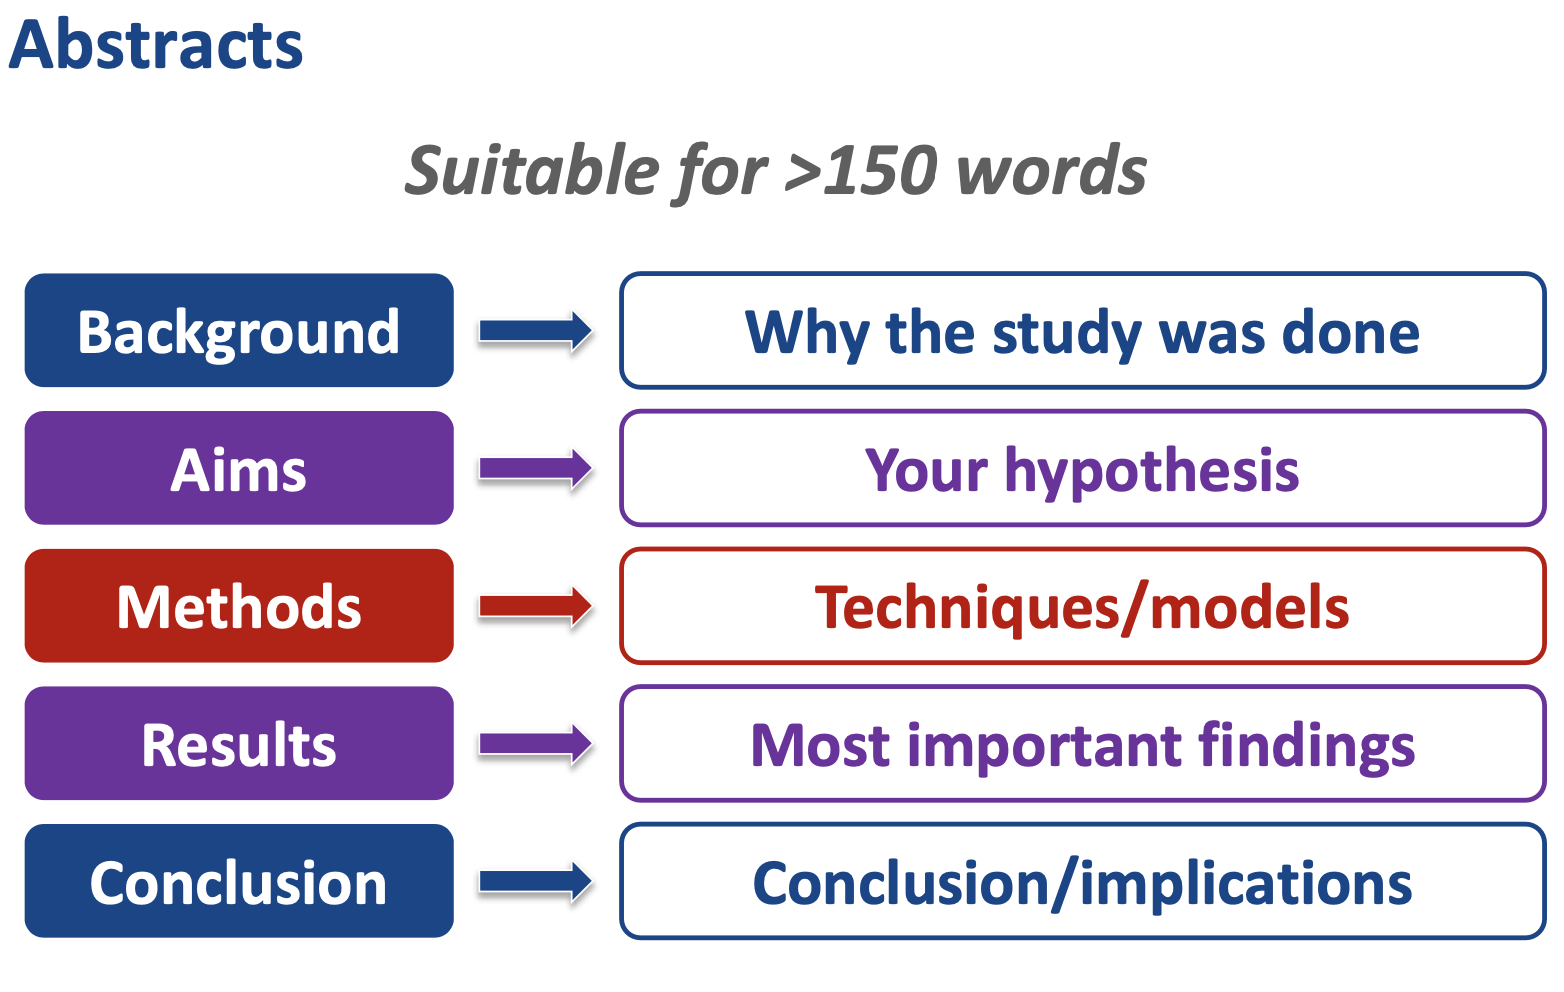 Abstracts
Suitable for >150 words
Background
Why the study was done
Aims
Your hypothesis
Methods
Techniques/models
Results
Most important findings
Conclusion
Conclusion/implications